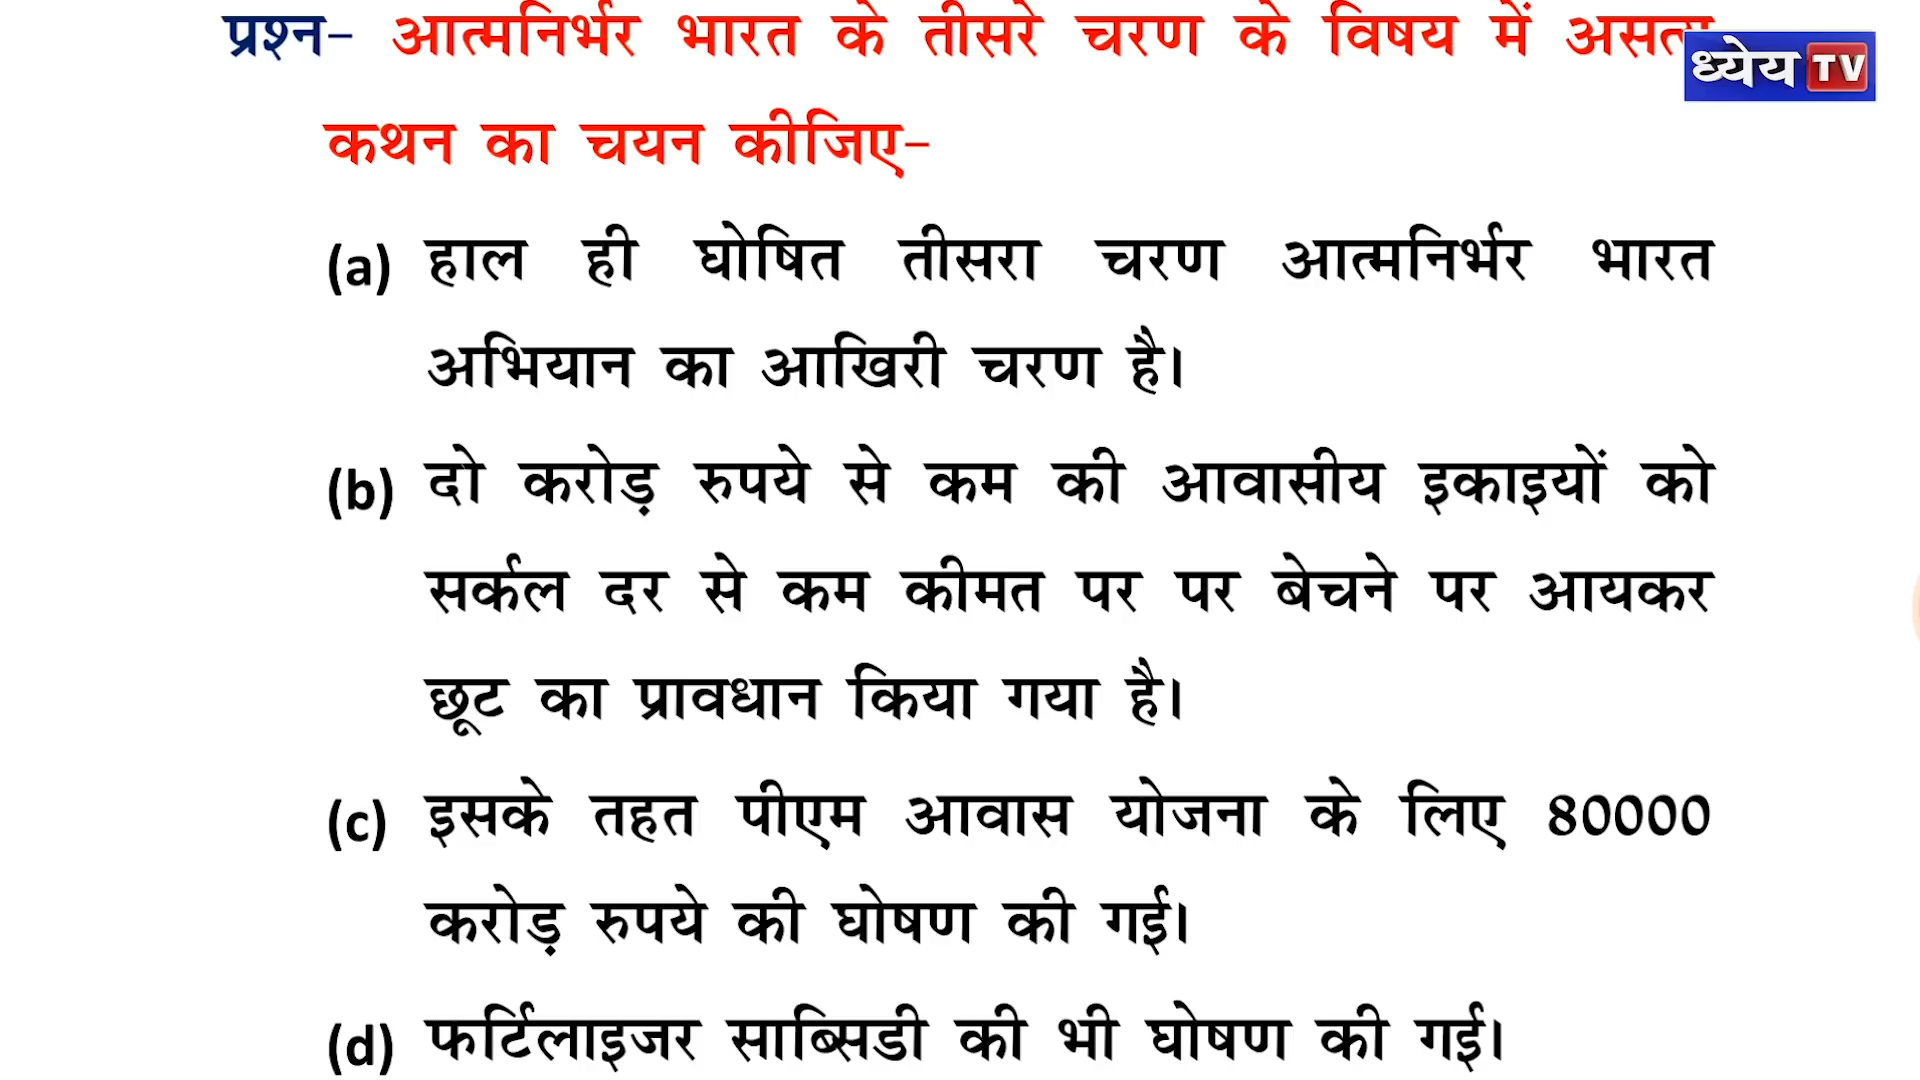 प्रश्न- आत्मनिर्भर भारत के तीसरे चरण के विषय में
ध्येय TV
कथन का चयन कीजिए-
(a) हाल ही घोषित तीसरा चरण आत्मनिर्भर भारत
अभियान का आखिरी चरण है।
(b) दो करोड़ रुपये से कम की आवासीय इकाइयों को
सर्कल दर से कम कीमत पर पर बेचने पर आयकर
छूट का प्रावधान किया गया है।
(c) इसके तहत पीएम आवास योजना के लिए 80000
करोड़ रुपये की घोषण की गई।
(d) फर्टिलाइजर साब्सिडी की भी घोषण की गई।